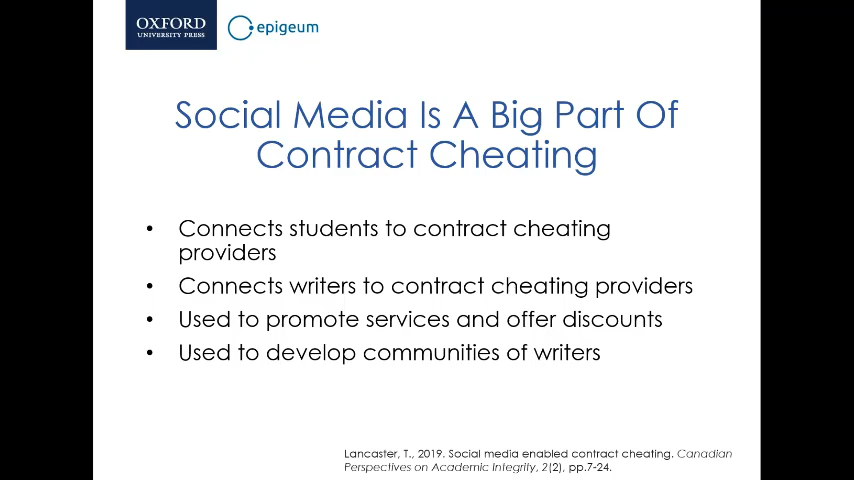 OXFORD
UNIVERSITY PRESS
epigeum
Social Media Is A Big Part Of
Contract Cheating
• Connects students to contract cheating
providers
• Connects writers to contract cheating providers
• Used to promote services and offer discounts
• Used to develop communities of writers
Lancaster, T., 2019. Social media enabled contract cheating. Canadian
Perspectives on Academic Integrity, 2(2), pp.7-24.